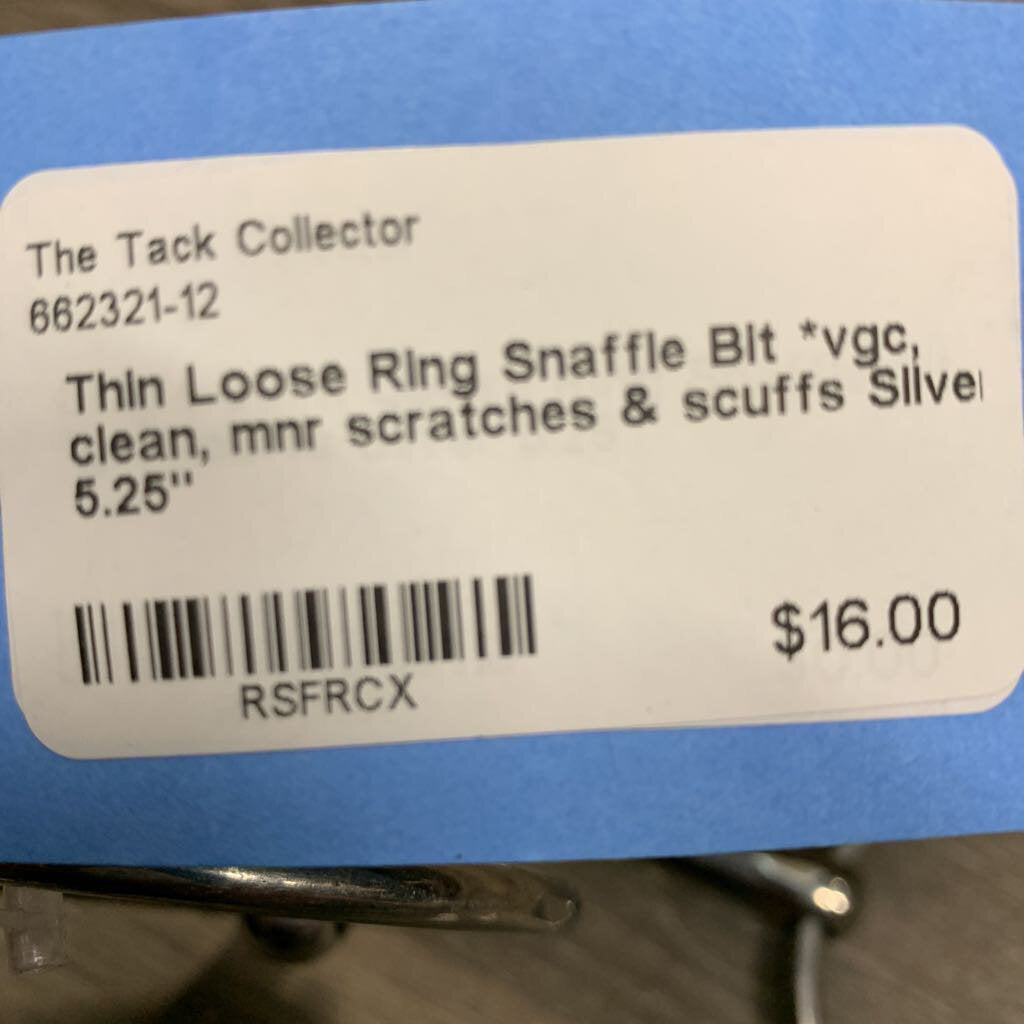 The Tack Collector
662321-12
Thin Loose Ring Snaffle Bit *vgc,
clean, mnr scratches & scuffs Silver
5.25"
RSFRCX
$16.00